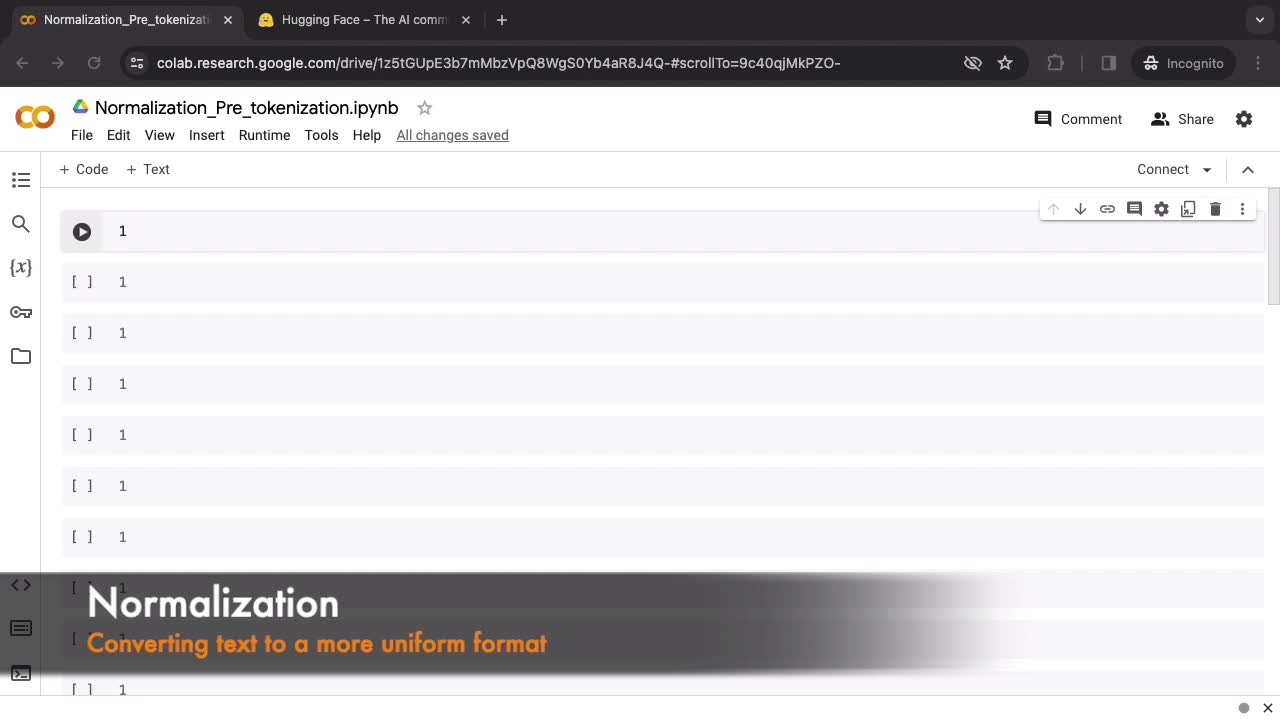 Normalization_Pre_tokenizati
Hugging Face – The AI comm
colab.research.google.com/drive/1z5tGUpE3b7mMbzVpQ8WgS0Yb4aR8J4Q-#scrollTo=9c40qjMkPZO-
Incognito
Normalization_Pre_tokenization.ipynb
File Edit View Insert Runtime Tools Help All changes saved
Comment
Share
+ Code + Text
Connect
1
[ ] 1
[ ] 1
[ ] 1
[ ] 1
[ ] 1
[ ] 1
[ ] 1
Normalization
[ ] 1
Converting text to a more uniform format
[ ] 1